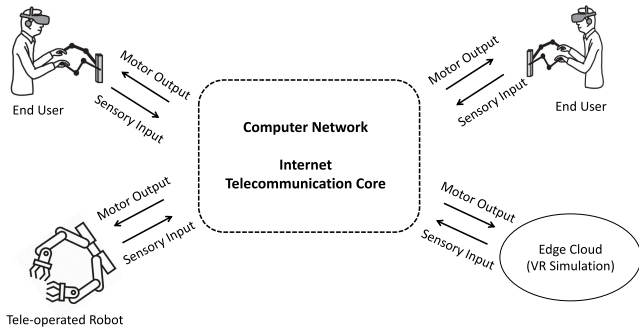 Motor Output
Sensory Input
End User
Motor Output
Sensory Input
End User
Computer Network
Internet
Telecommunication Core
Motor Output
Sensory Input
Tele-operated Robot
Motor Output
Sensory Input
Edge Cloud
(VR Simulation)